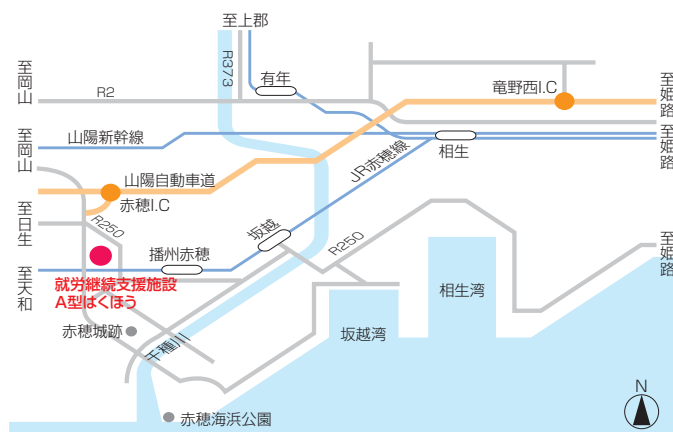 至上郡
至岡山
R2
R373
有年
竜野西I.C
至姫路
至岡山
山陽新幹線
相生
至姫路
JR赤穂線
山陽自動車道
赤穂I.C
至日生
R250
坂越
R250
至姫路
播州赤穂
至天和
就労継続支援施設
A型はくほう
相生湾
坂越湾
赤穂城跡
千種川
赤穂海浜公園
N